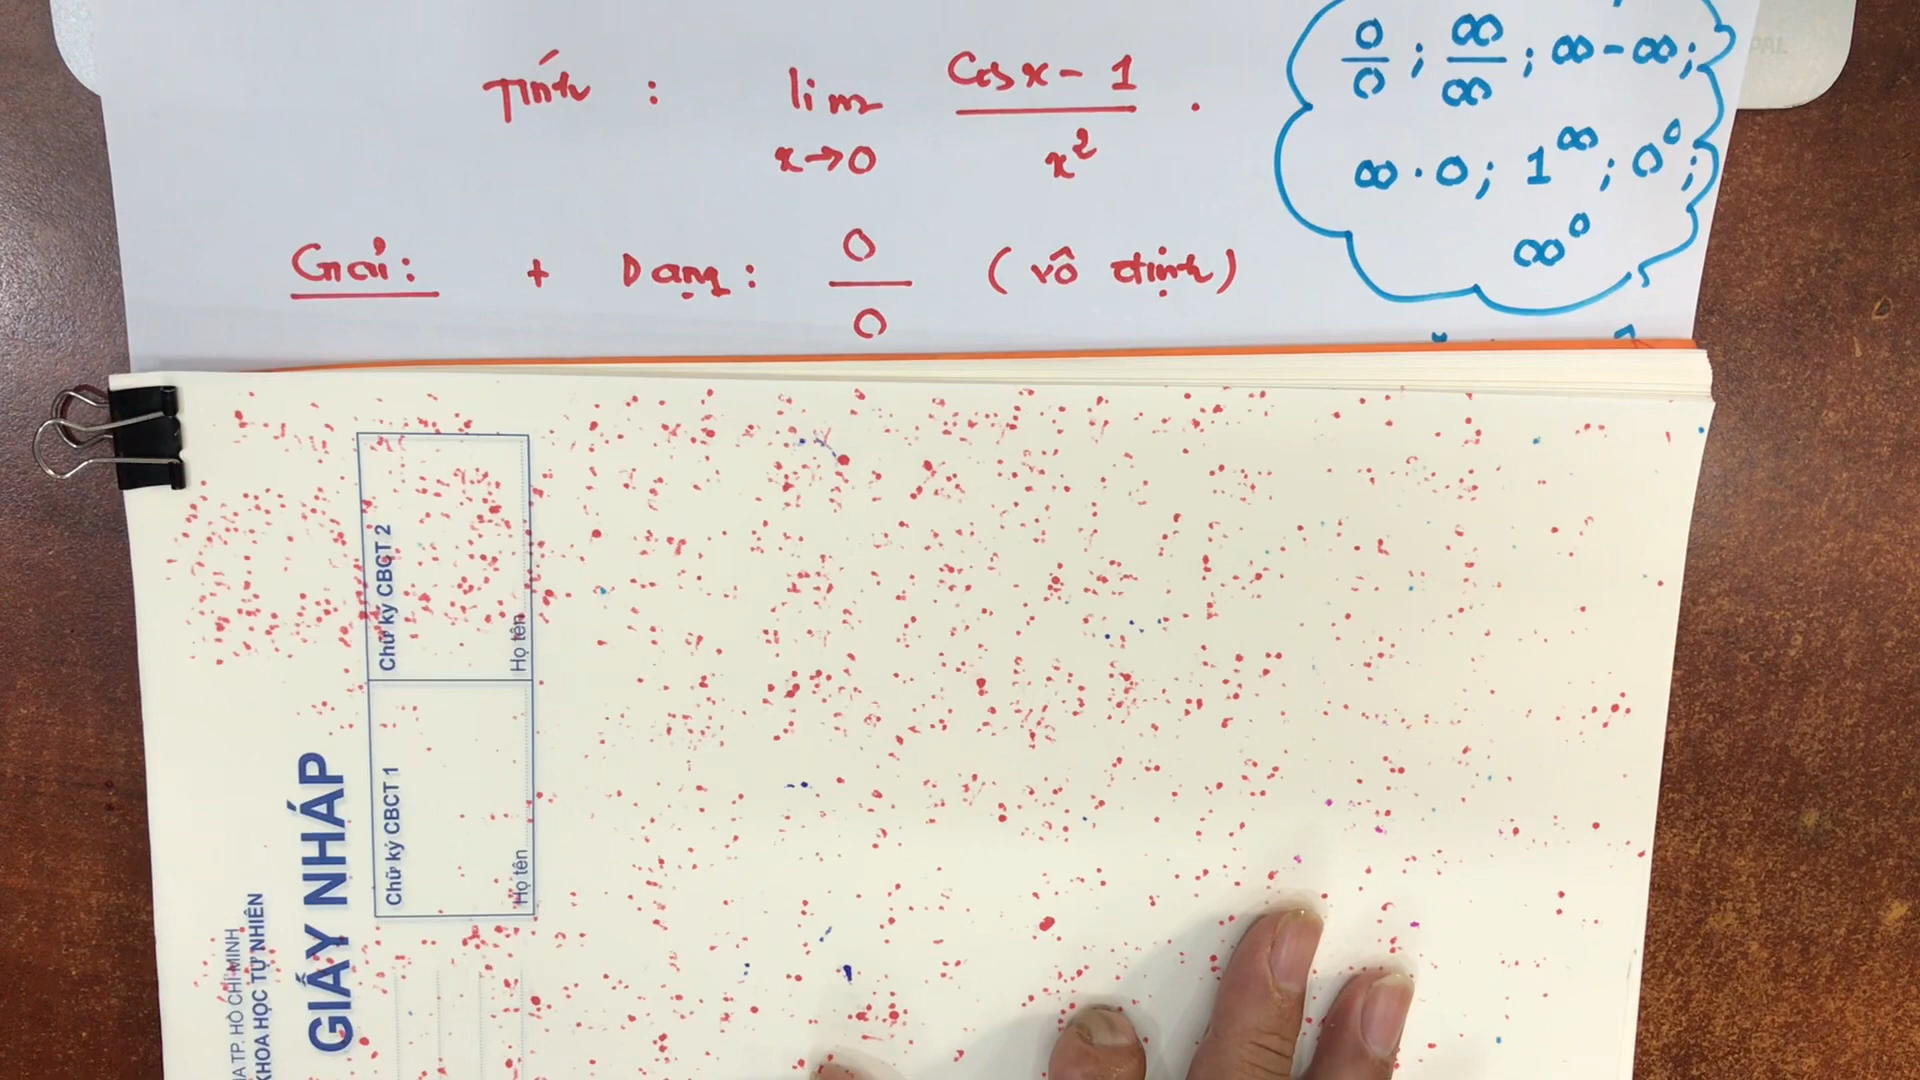 Tính : lim x→0 (cos x - 1)/x² .
0/0 ; ∞/∞ ; ∞ - ∞ ;
∞ · 0 ; 1^∞ ; 0^0 ;
∞^0
Giải: + Dạng : 0/0 (vô định)
Chữ ký CBCT 2
Họ tên
Chữ ký CBCT 1
Họ tên
GIẤY NHÁP
TP. HỒ CHÍ MINH
KHOA HỌC TỰ NHIÊN